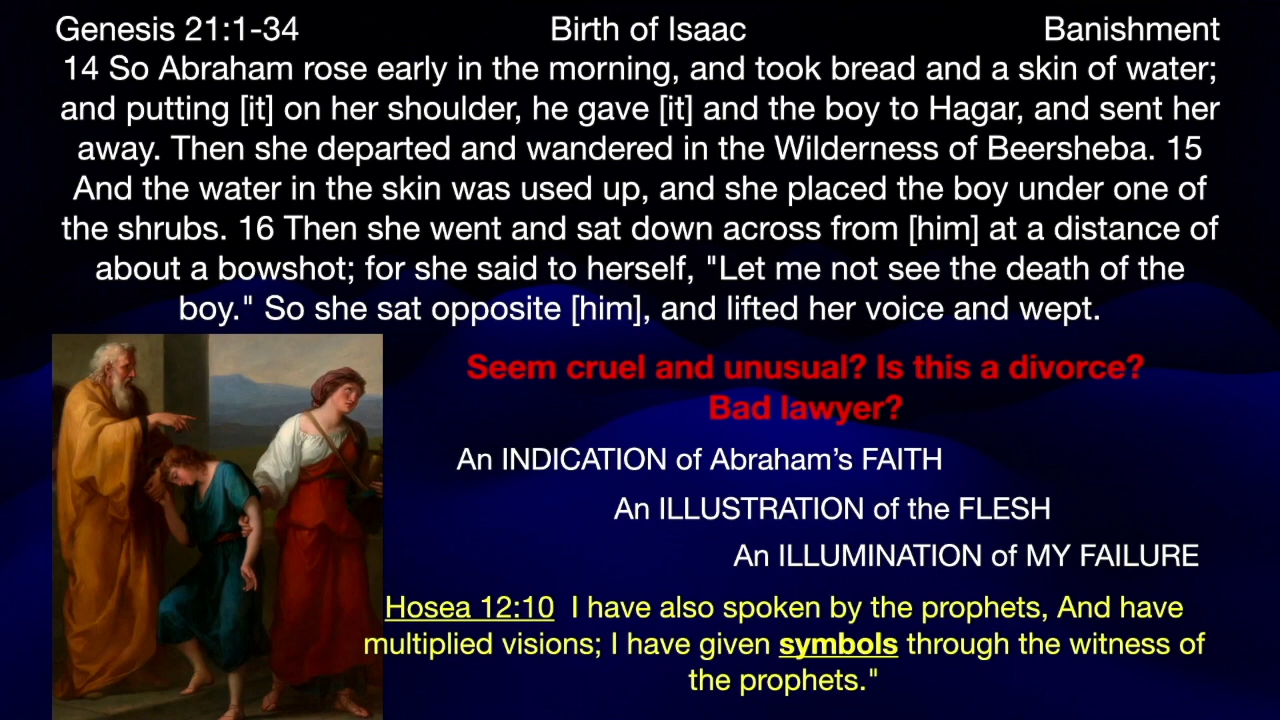 Genesis 21:1-34 Birth of Isaac Banishment
14 So Abraham rose early in the morning, and took bread and a skin of water;
and putting [it] on her shoulder, he gave [it] and the boy to Hagar, and sent her
away. Then she departed and wandered in the Wilderness of Beersheba. 15
And the water in the skin was used up, and she placed the boy under one of
the shrubs. 16 Then she went and sat down across from [him] at a distance of
about a bowshot; for she said to herself, "Let me not see the death of the
boy." So she sat opposite [him], and lifted her voice and wept.
Seem cruel and unusual? Is this a divorce?
Bad lawyer?
An INDICATION of Abraham’s FAITH
An ILLUSTRATION of the FLESH
An ILLUMINATION of MY FAILURE
Hosea 12:10 I have also spoken by the prophets, And have
multiplied visions; I have given symbols through the witness of
the prophets."